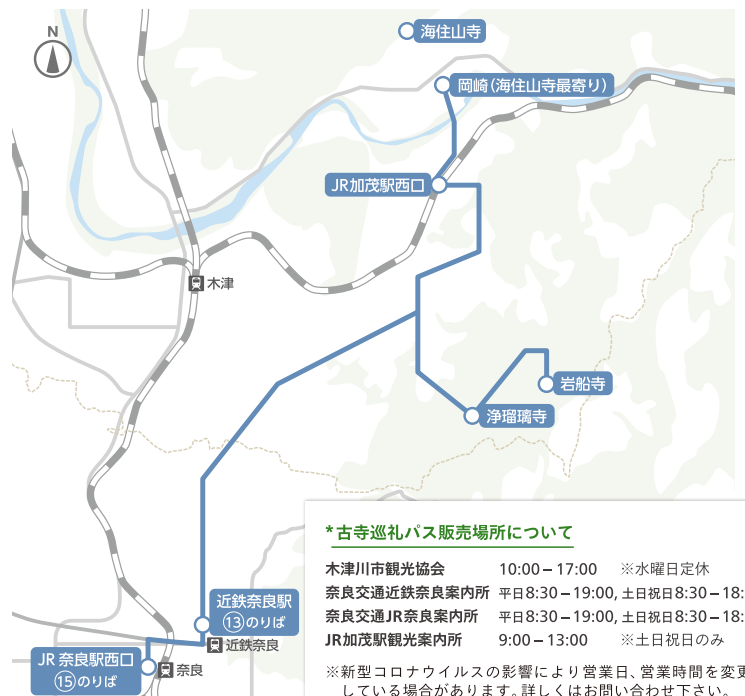 N
海住山寺
岡崎(海住山寺最寄り)
JR加茂駅西口
木津
岩船寺
浄瑠璃寺
近鉄奈良駅
⑬のりば
近鉄奈良
JR 奈良駅西口
⑮のりば
奈良
*古寺巡礼パス販売場所について
木津川市観光協会 10:00−17:00 ※水曜日定休
奈良交通近鉄奈良案内所 平日8:30−19:00, 土日祝日8:30−18:
奈良交通JR奈良案内所 平日8:30−19:00, 土日祝日8:30−18:
JR加茂駅観光案内所 9:00−13:00 ※土日祝日のみ
※新型コロナウイルスの影響により営業日、営業時間を変更
している場合があります。詳しくはお問い合わせ下さい。